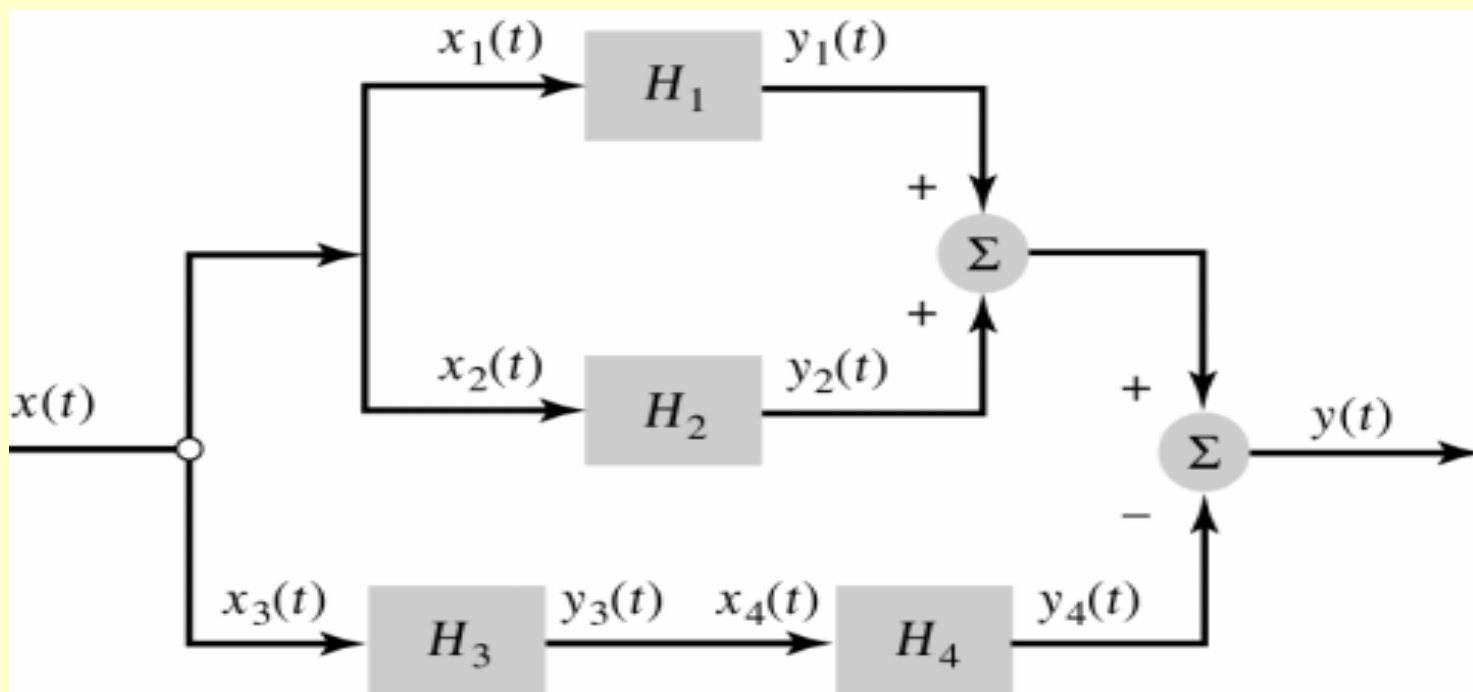 x₁(t) H₁ y₁(t)
+
Σ
+
x₂(t) H₂ y₂(t)
x(t)
+
Σ y(t)
−
x₃(t) H₃ y₃(t) x₄(t) H₄ y₄(t)